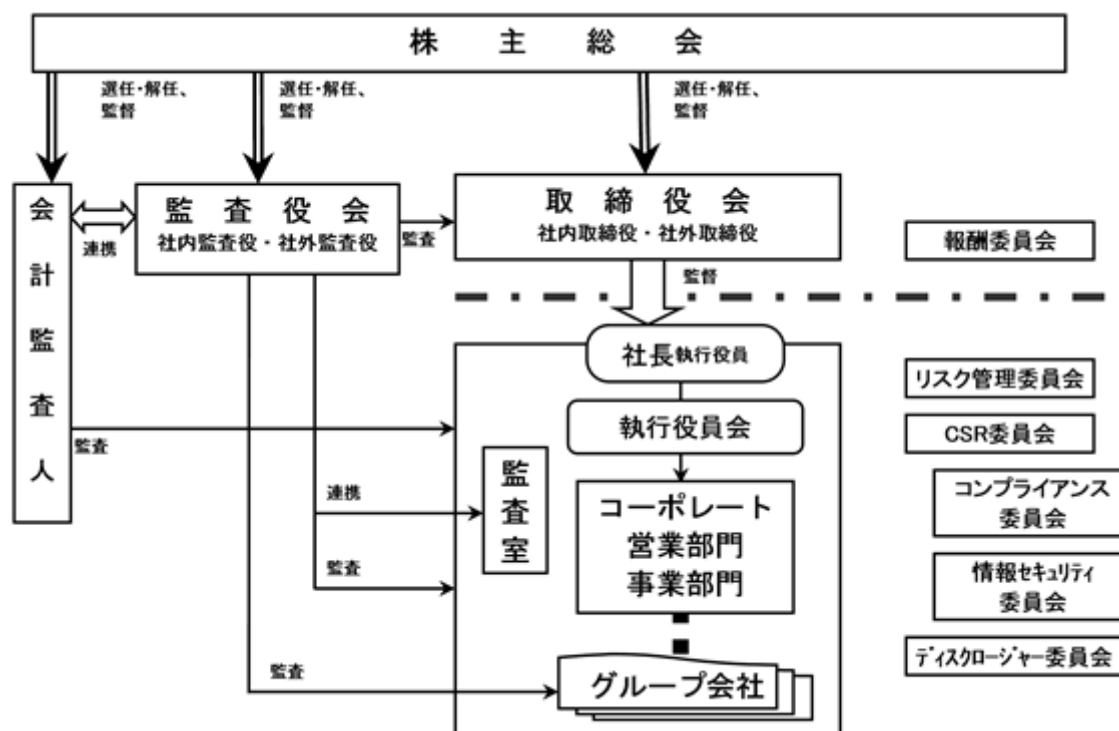 株主総会
選任・解任、
監督
選任・解任、
監督
選任・解任、
監督
会計監査人
連携
監査役会
社内監査役・社外監査役
監査
取締役会
社内取締役・社外取締役
報酬委員会
監督
社長執行役員
リスク管理委員会
執行役員会
CSR委員会
監査
監査室
連携
コーポレート
営業部門
事業部門
コンプライアンス
委員会
監査
情報セキュリティ
委員会
ディスクロージャー委員会
監査
グループ会社